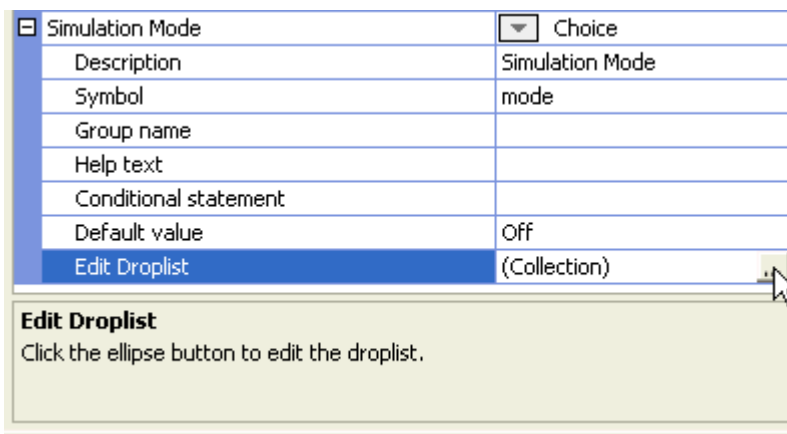 Simulation Mode Choice
Description Simulation Mode
Symbol mode
Group name
Help text
Conditional statement
Default value Off
Edit Droplist (Collection) ...
Edit Droplist
Click the ellipse button to edit the droplist.